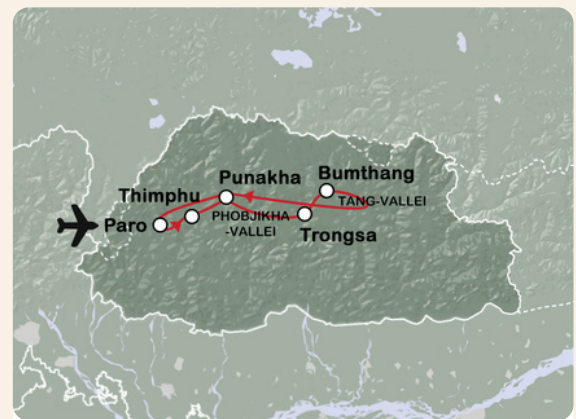 Punakha
Bumthang
Thimphu
TANG-VALLEI
PHOBJIKHA
-VALLEI
Paro
Trongsa